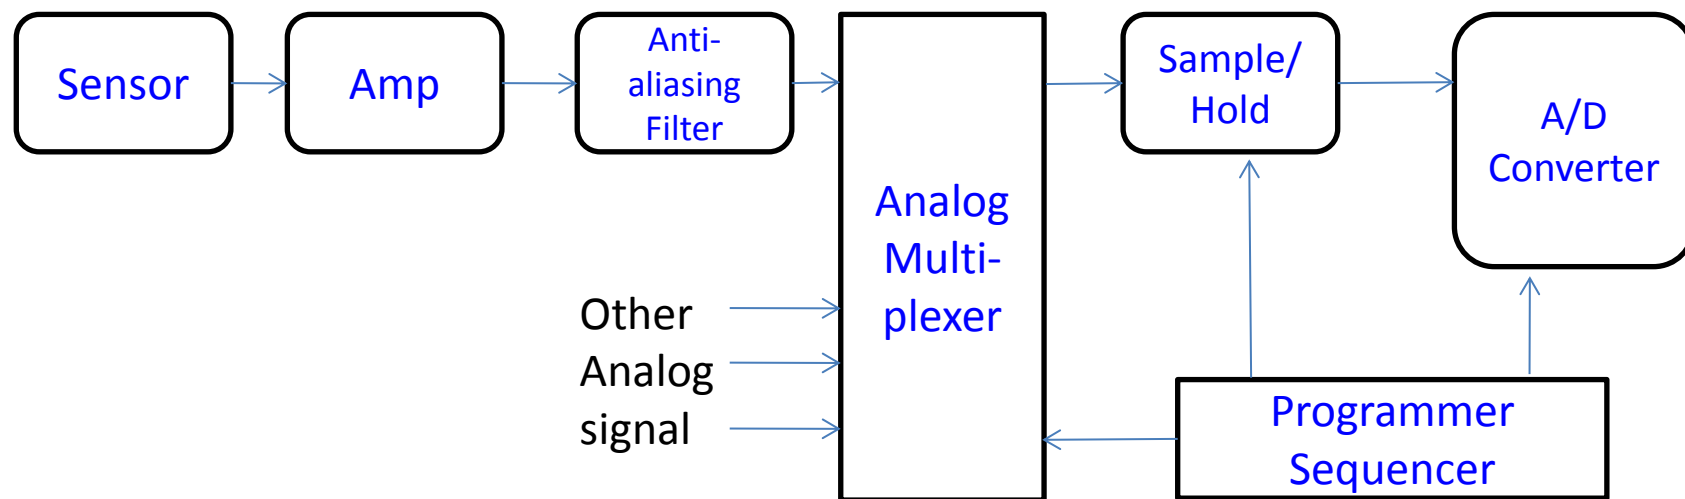 Sensor
Amp
Anti-
aliasing
Filter
Analog
Multi-
plexer
Sample/
Hold
A/D
Converter
Other
Analog
signal
Programmer
Sequencer